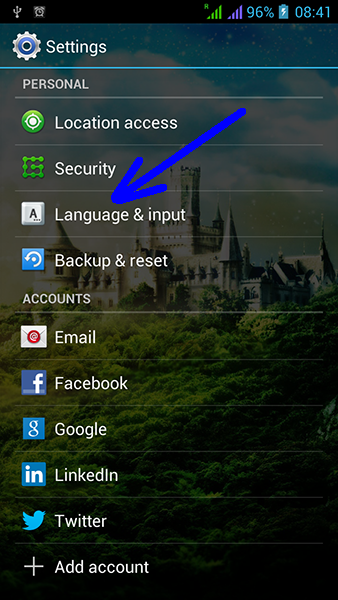 R 96% 08:41
Settings
PERSONAL
Location access
Security
A Language & input
Backup & reset
ACCOUNTS
@ Email
f Facebook
g Google
in LinkedIn
Twitter
+ Add account